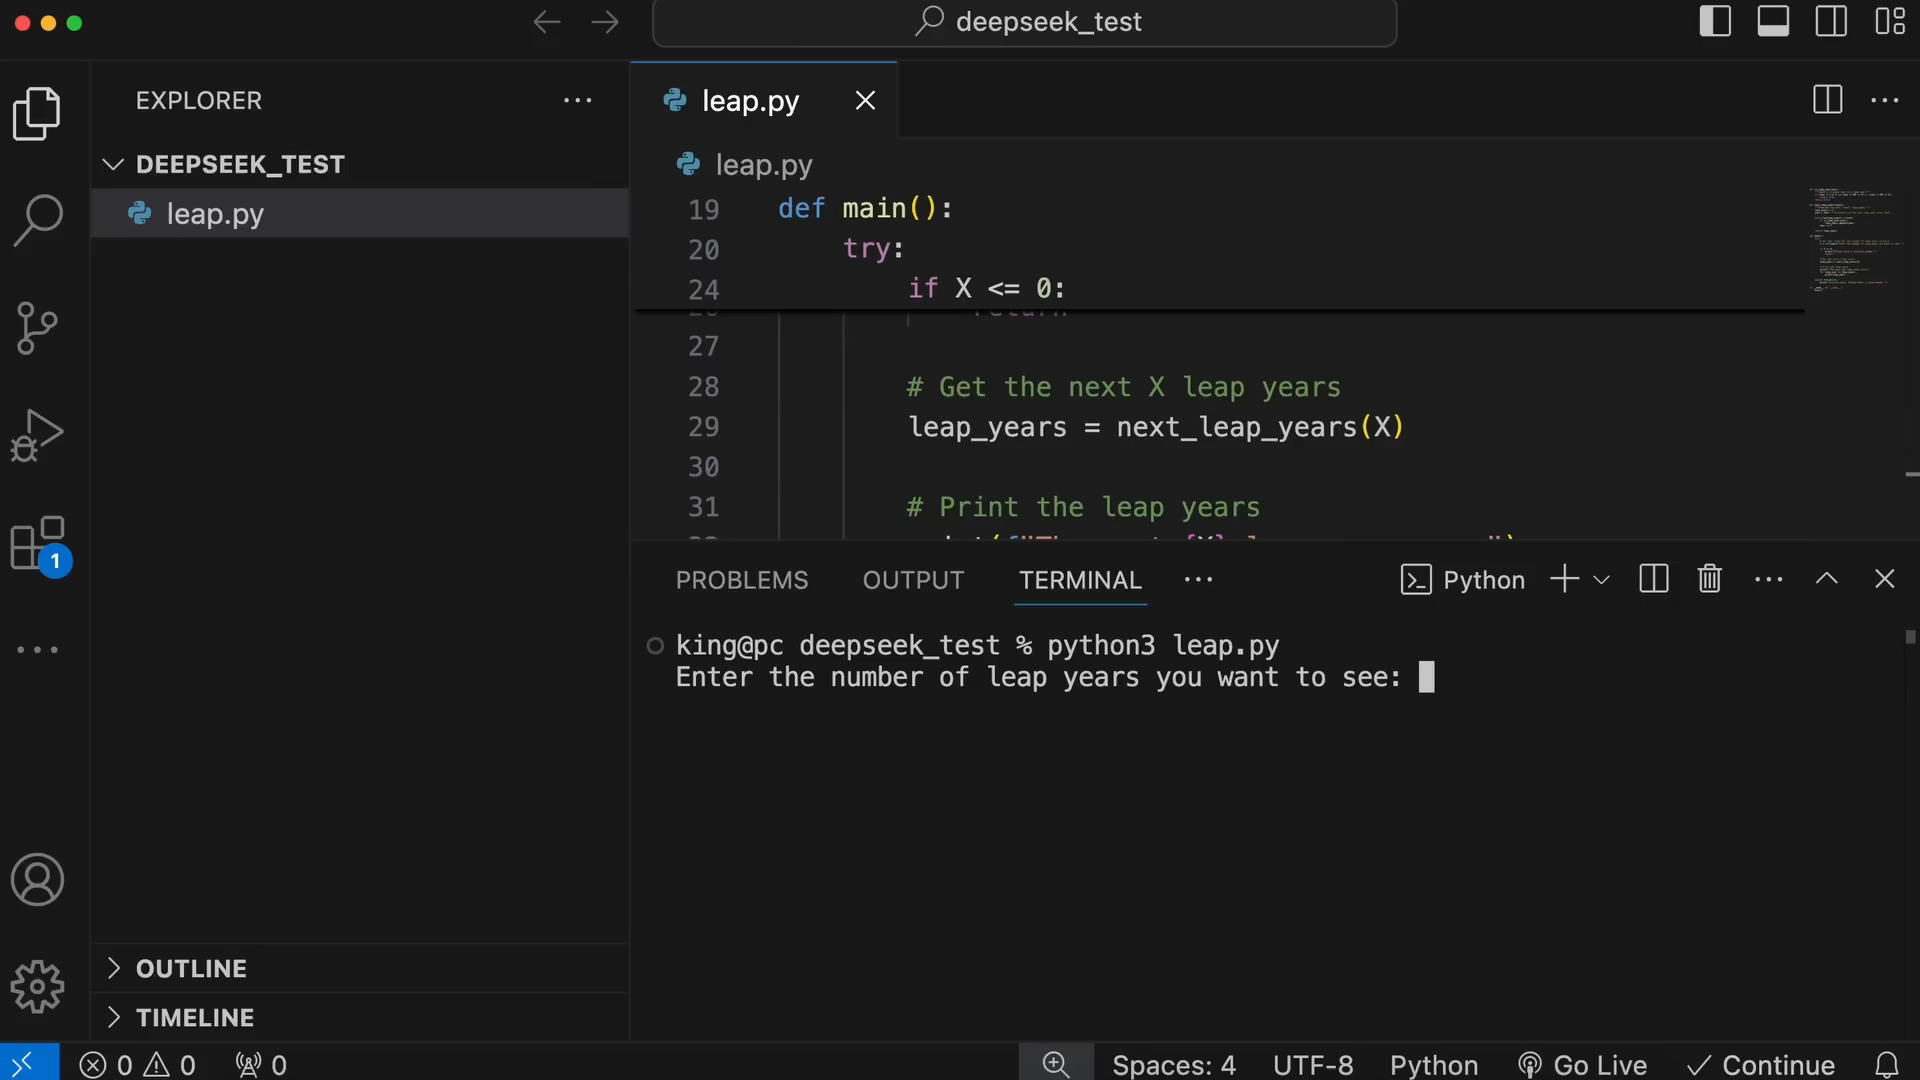 deepseek_test
EXPLORER
DEEPSEEK_TEST
leap.py
OUTLINE
TIMELINE
leap.py
leap.py
19 def main():
20 try:
24 if X <= 0:
return
27
28 # Get the next X leap years
29 leap_years = next_leap_years(X)
30
31 # Print the leap years
PROBLEMS OUTPUT TERMINAL Python
king@pc deepseek_test % python3 leap.py
Enter the number of leap years you want to see:
1
0 0 0 Spaces: 4 UTF-8 Python Go Live Continue